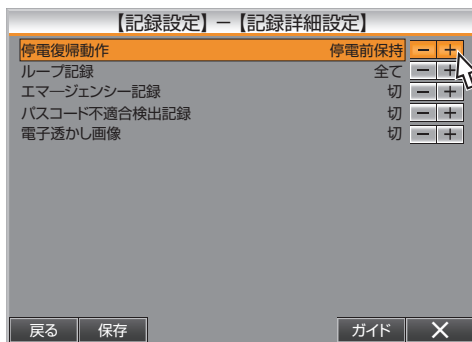 【記録設定】－【記録詳細設定】
停電復帰動作 停電前保持 － ＋
ループ記録 全て － ＋
エマージェンシー記録 切 － ＋
パスコード不適合検出記録 切 － ＋
電子透かし画像 切 － ＋
戻る 保存 ガイド ×